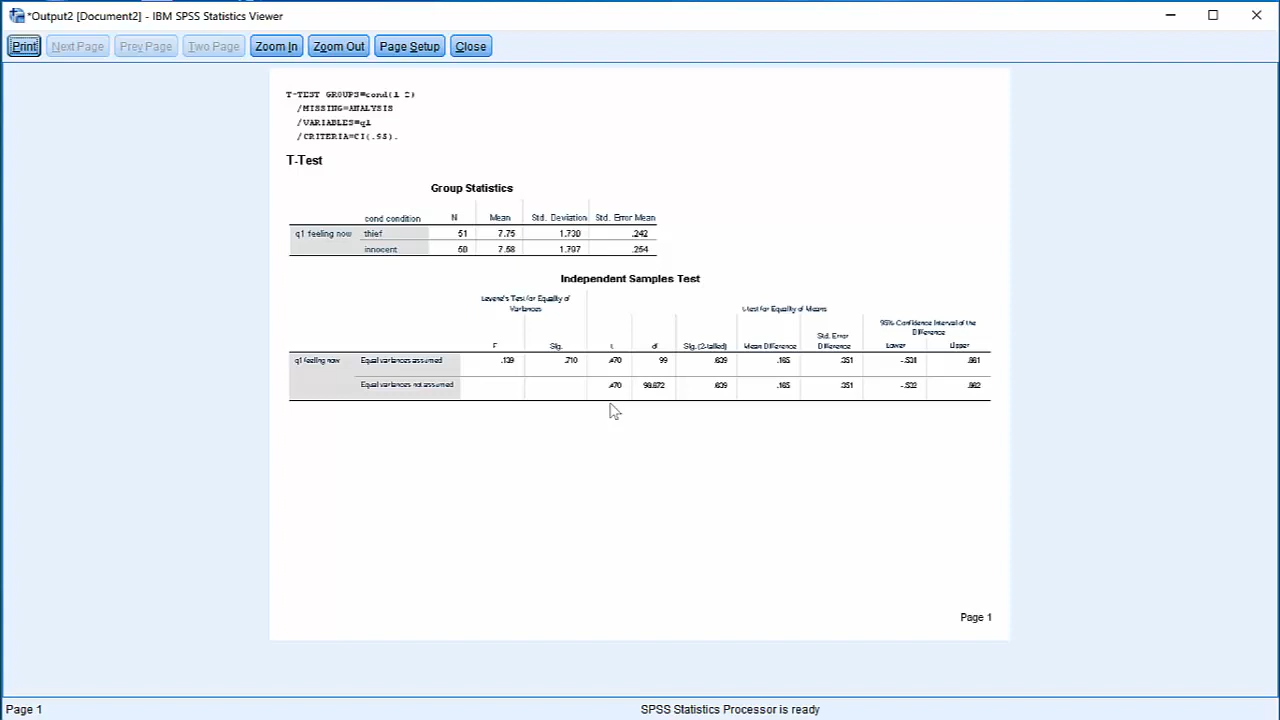 *Output2 [Document2] - IBM SPSS Statistics Viewer
Print Next Page Prev Page Two Page Zoom In Zoom Out Page Setup Close
T-TEST GROUPS=cond(1 2)
/MISSING=ANALYSIS
/VARIABLES=q1
/CRITERIA=CI(.95).
T-Test
Group Statistics
cond condition N Mean Std. Deviation Std. Error Mean
q1 feeling now thief 51 7.75 1.730 .242
innocent 50 7.58 1.797 .254
Independent Samples Test
Levene's Test for Equality of Variances
t-test for Equality of Means
95% Confidence Interval of the Difference
F Sig. t df Sig. (2-tailed) Mean Difference Std. Error Difference Lower Upper
q1 feeling now Equal variances assumed .139 .710 .470 99 .639 .165 .351 -.531 .861
Equal variances not assumed .470 98.672 .639 .165 .351 .862
Page 1
Page 1 SPSS Statistics Processor is ready